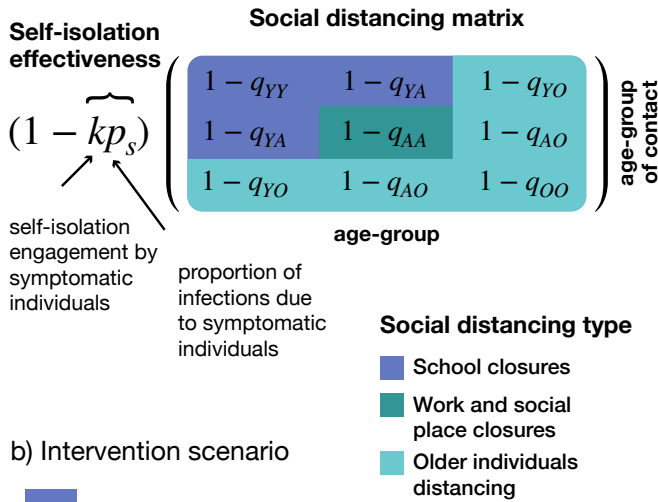 Social distancing matrix
Self-isolation
effectiveness
(1 − kpₛ)
1 − q_YY 1 − q_YA 1 − q_YO
1 − q_YA 1 − q_AA 1 − q_AO
1 − q_YO 1 − q_AO 1 − q_OO
age-group
of contact
age-group
self-isolation
engagement by
symptomatic
individuals
proportion of
infections due
to symptomatic
individuals
Social distancing type
School closures
Work and social
place closures
Older individuals
distancing
b) Intervention scenario